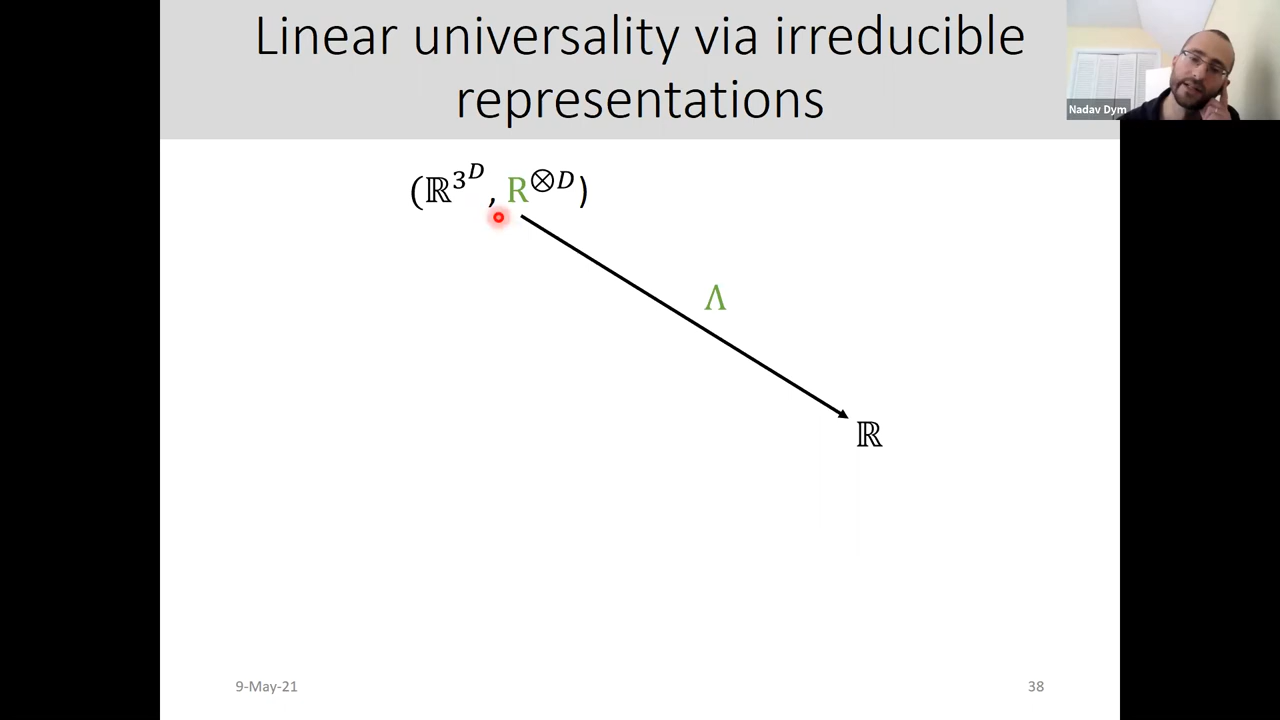 Linear universality via irreducible
representations
Nadav Dym
(ℝ^{3^D}, R^{⊗D})
Λ
ℝ
9-May-21
38